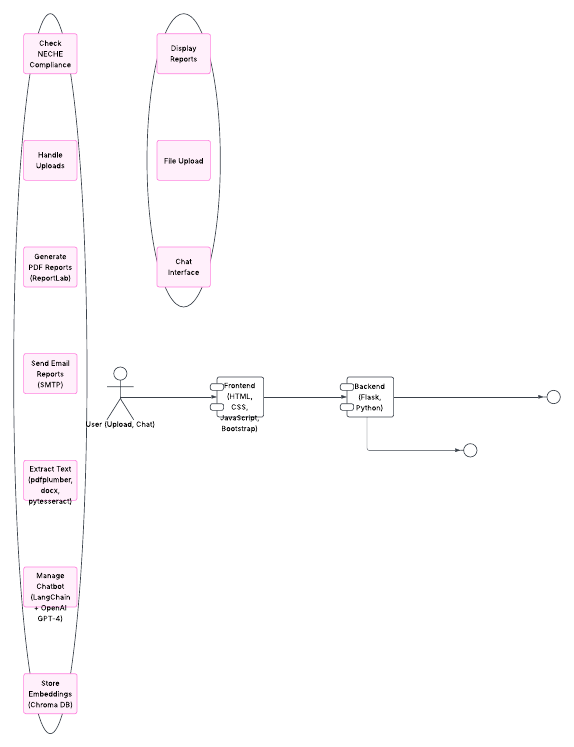 Check
NECHE
Compliance
Display
Reports
Handle
Uploads
File Upload
Generate
PDF Reports
(ReportLab)
Chat
Interface
Send Email
Reports
(SMTP)
User (Upload, Chat)
Frontend
(HTML,
CSS,
JavaScript,
Bootstrap)
Backend
(Flask,
Python)
Extract Text
(pdfplumber,
docx,
pytesseract)
Manage
Chatbot
(LangChain
+ OpenAI
GPT-4)
Store
Embeddings
(Chroma DB)